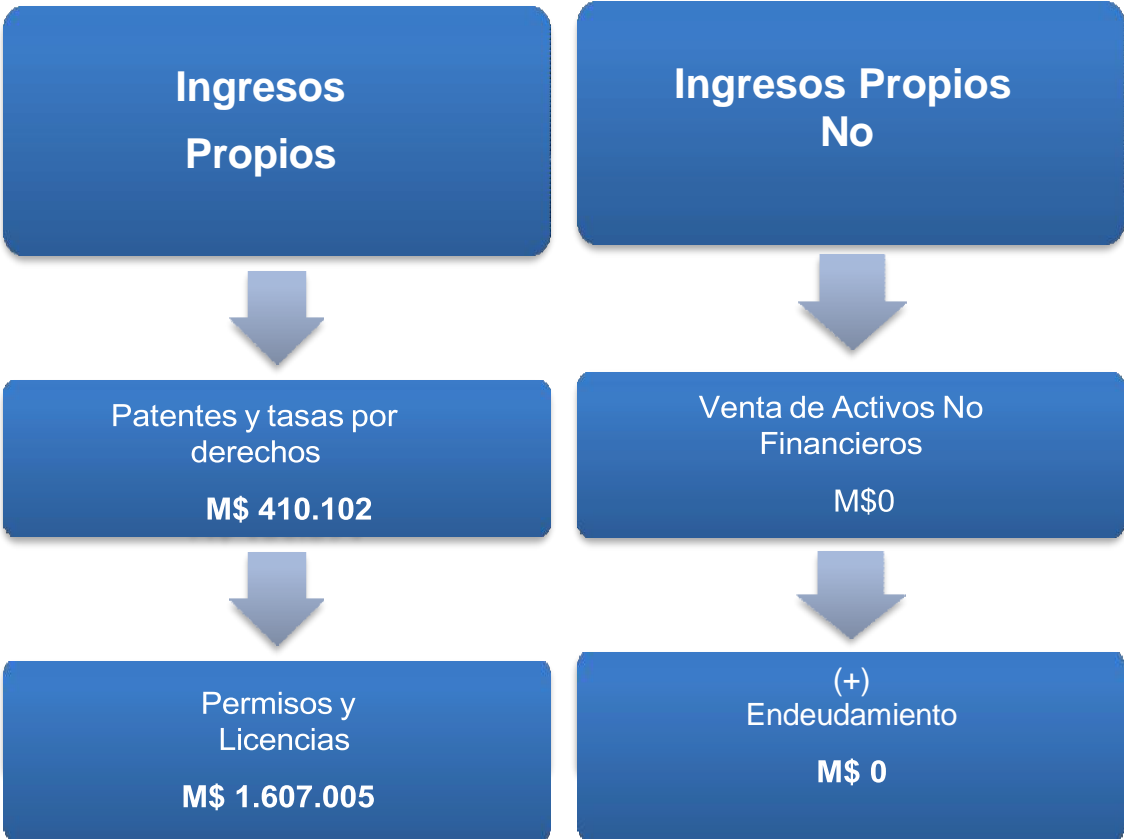 Ingresos
Propios
Patentes y tasas por
derechos
M$ 410.102
Permisos y
Licencias
M$ 1.607.005
Ingresos Propios
No
Venta de Activos No
Financieros
M$0
(+)
Endeudamiento
M$ 0